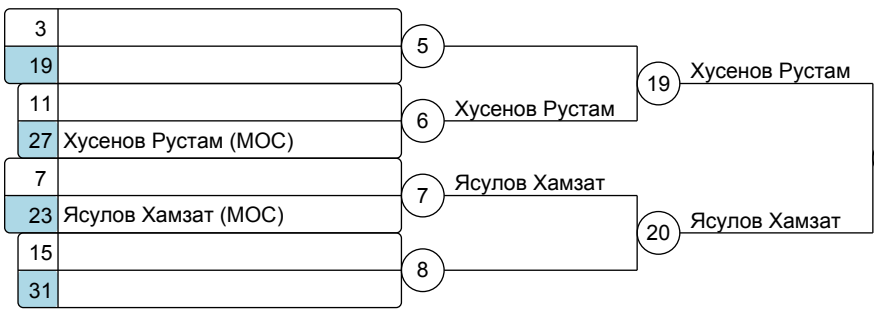 3
5
19
19 Хусенов Рустам
11
6 Хусенов Рустам
27 Хусенов Рустам (МОС)
7
7 Ясулов Хамзат
23 Ясулов Хамзат (МОС)
20 Ясулов Хамзат
15
8
31